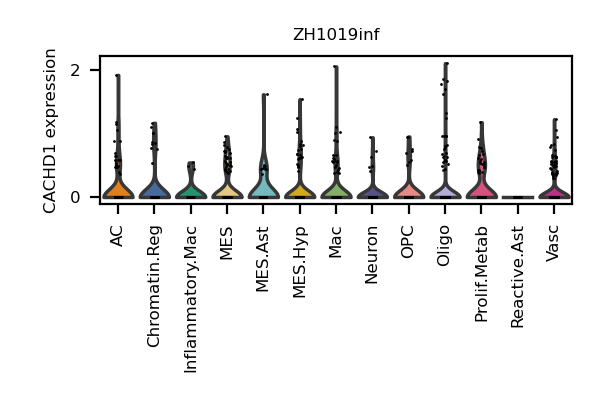 ZH1019inf
CACHD1 expression
2
0
AC
Chromatin.Reg
Inflammatory.Mac
MES
MES.Ast
MES.Hyp
Mac
Neuron
OPC
Oligo
Prolif.Metab
Reactive.Ast
Vasc